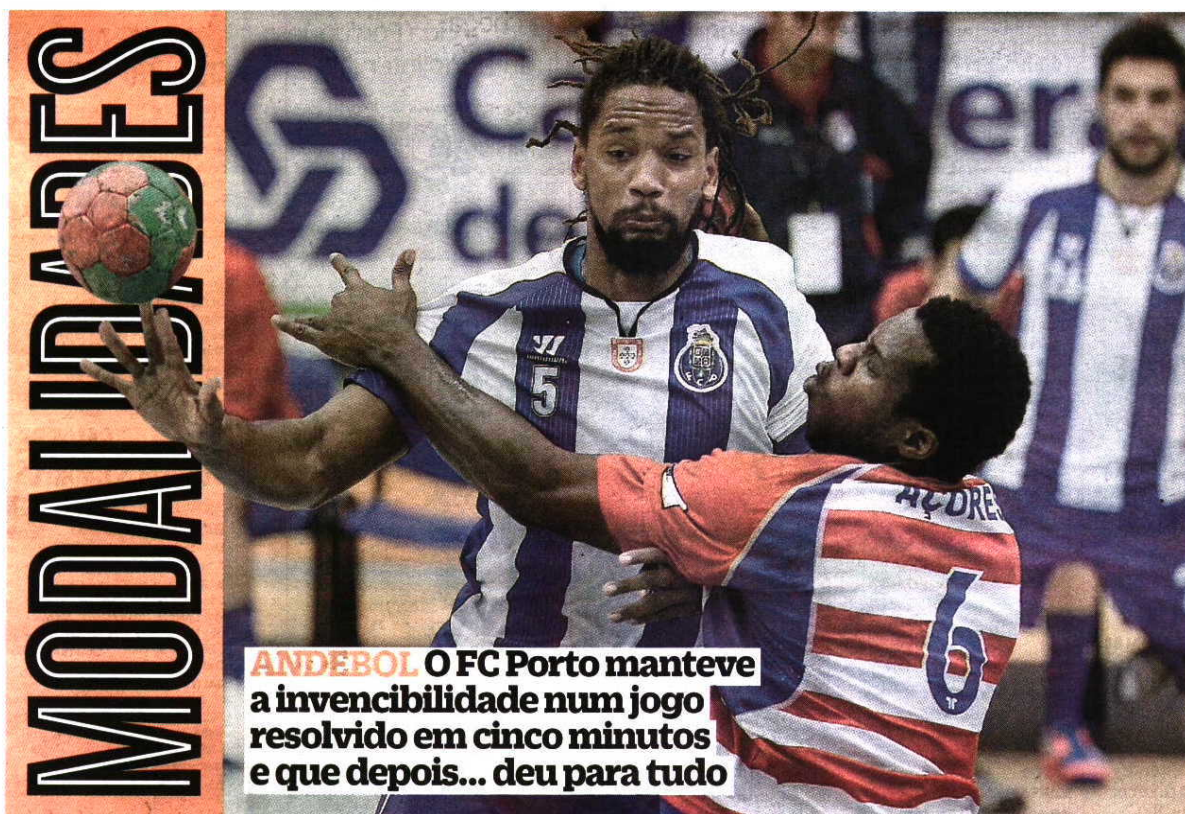 MODALIDADES
ANDEBOL O FC Porto manteve
a invencibilidade num jogo
resolvido em cinco minutos
e que depois... deu para tudo
5
FCP
AÇORES
6